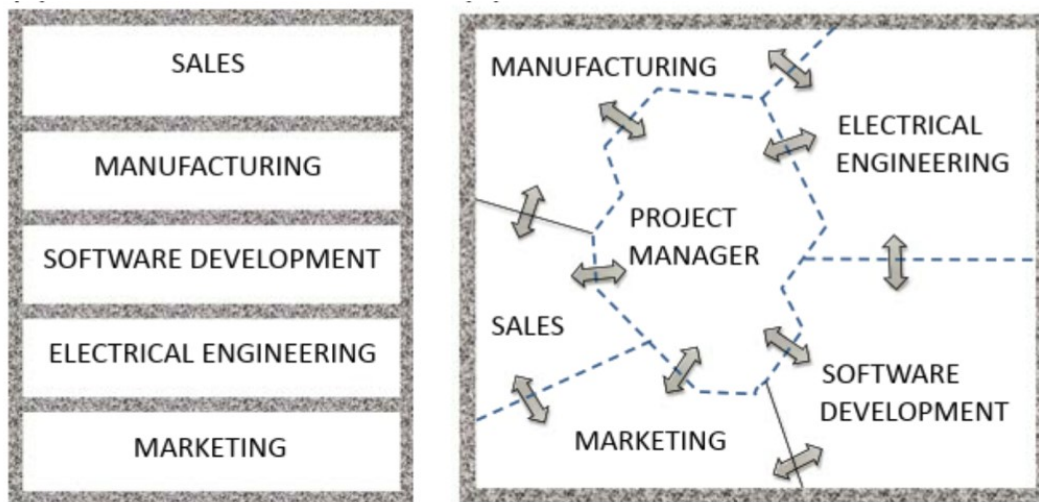 SALES
MANUFACTURING
SOFTWARE DEVELOPMENT
ELECTRICAL ENGINEERING
MARKETING
MANUFACTURING
ELECTRICAL
ENGINEERING
PROJECT
MANAGER
SALES
SOFTWARE
DEVELOPMENT
MARKETING